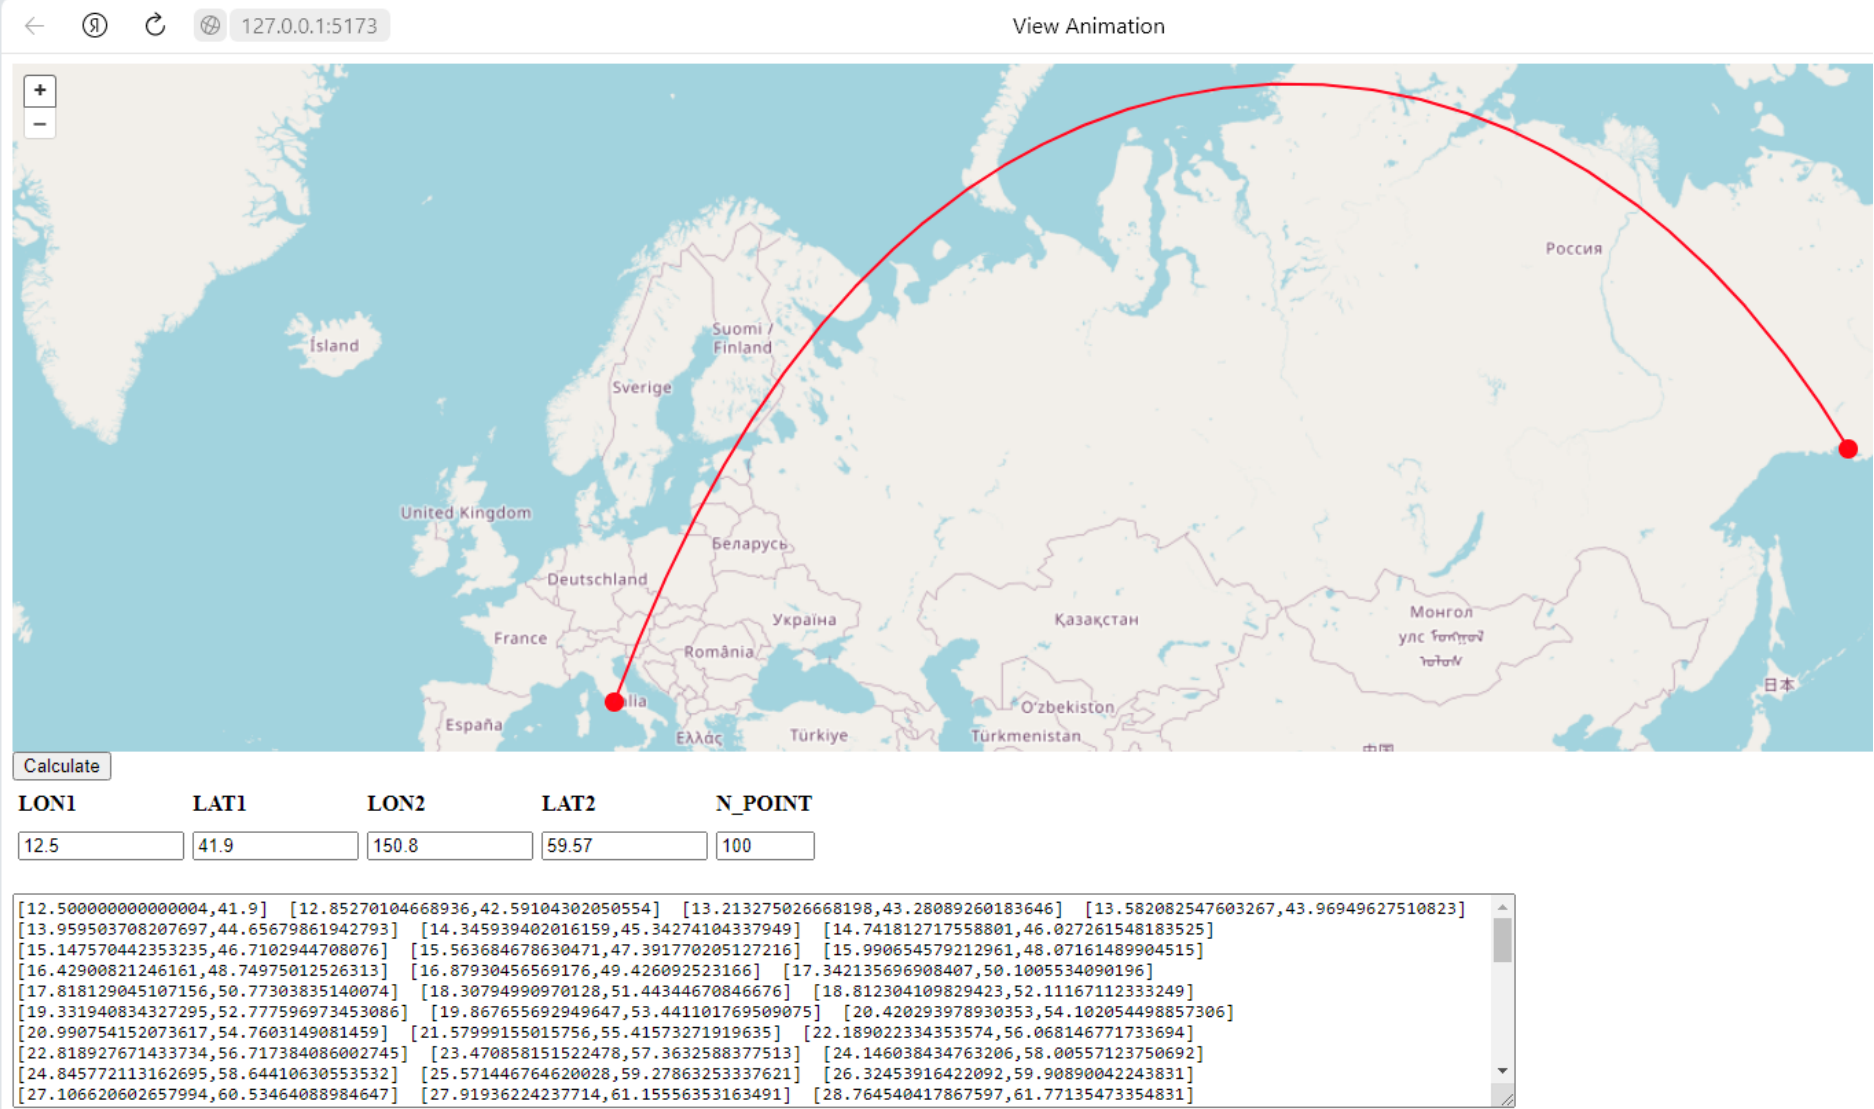 127.0.0.1:5173
View Animation
+
−
Россия
Ísland
Suomi /
Finland
Sverige
United Kingdom
Беларусь
Deutschland
Україна
Қазақстан
Монгол
улс
France
România
日本
Italia
España
Oʻzbekiston
Ελλάς
Türkiye
Türkmenistan
中国
Calculate
LON1 LAT1 LON2 LAT2 N_POINT
12.5 41.9 150.8 59.57 100
[12.500000000000004,41.9] [12.85270104668936,42.59104302050554] [13.213275026668198,43.28089260183646] [13.582082547603267,43.96949627510823]
[13.959503708207697,44.65679861942793] [14.345939402016159,45.34274104337949] [14.741812717558801,46.027261548183525]
[15.147570442353235,46.7102944708076] [15.563684678630471,47.391770205127216] [15.990654579212961,48.07161489904515]
[16.42900821246161,48.74975012526313] [16.87930456569176,49.426092523166] [17.342135696908407,50.1005534090196]
[17.818129045107156,50.77303835140074] [18.30794990970128,51.44344670846676] [18.812304109829423,52.11167112333249]
[19.331940834327295,52.777596973453086] [19.867655692949647,53.441101769509075] [20.420293978930353,54.102054498857306]
[20.990754152073617,54.7603149081459] [21.57999155015756,55.41573271919635] [22.189022334353574,56.068146771733694]
[22.818927671433734,56.717384086002745] [23.470858151522478,57.3632588377513] [24.146038434763206,58.00557123750692]
[24.845772113162695,58.64410630553532] [25.571446764620028,59.27863253337621] [26.32453916422092,59.90890042243831]
[27.106620602657994,60.53464088984647] [27.91936224237714,61.15556353163491] [28.764540417867597,61.77135473354831]